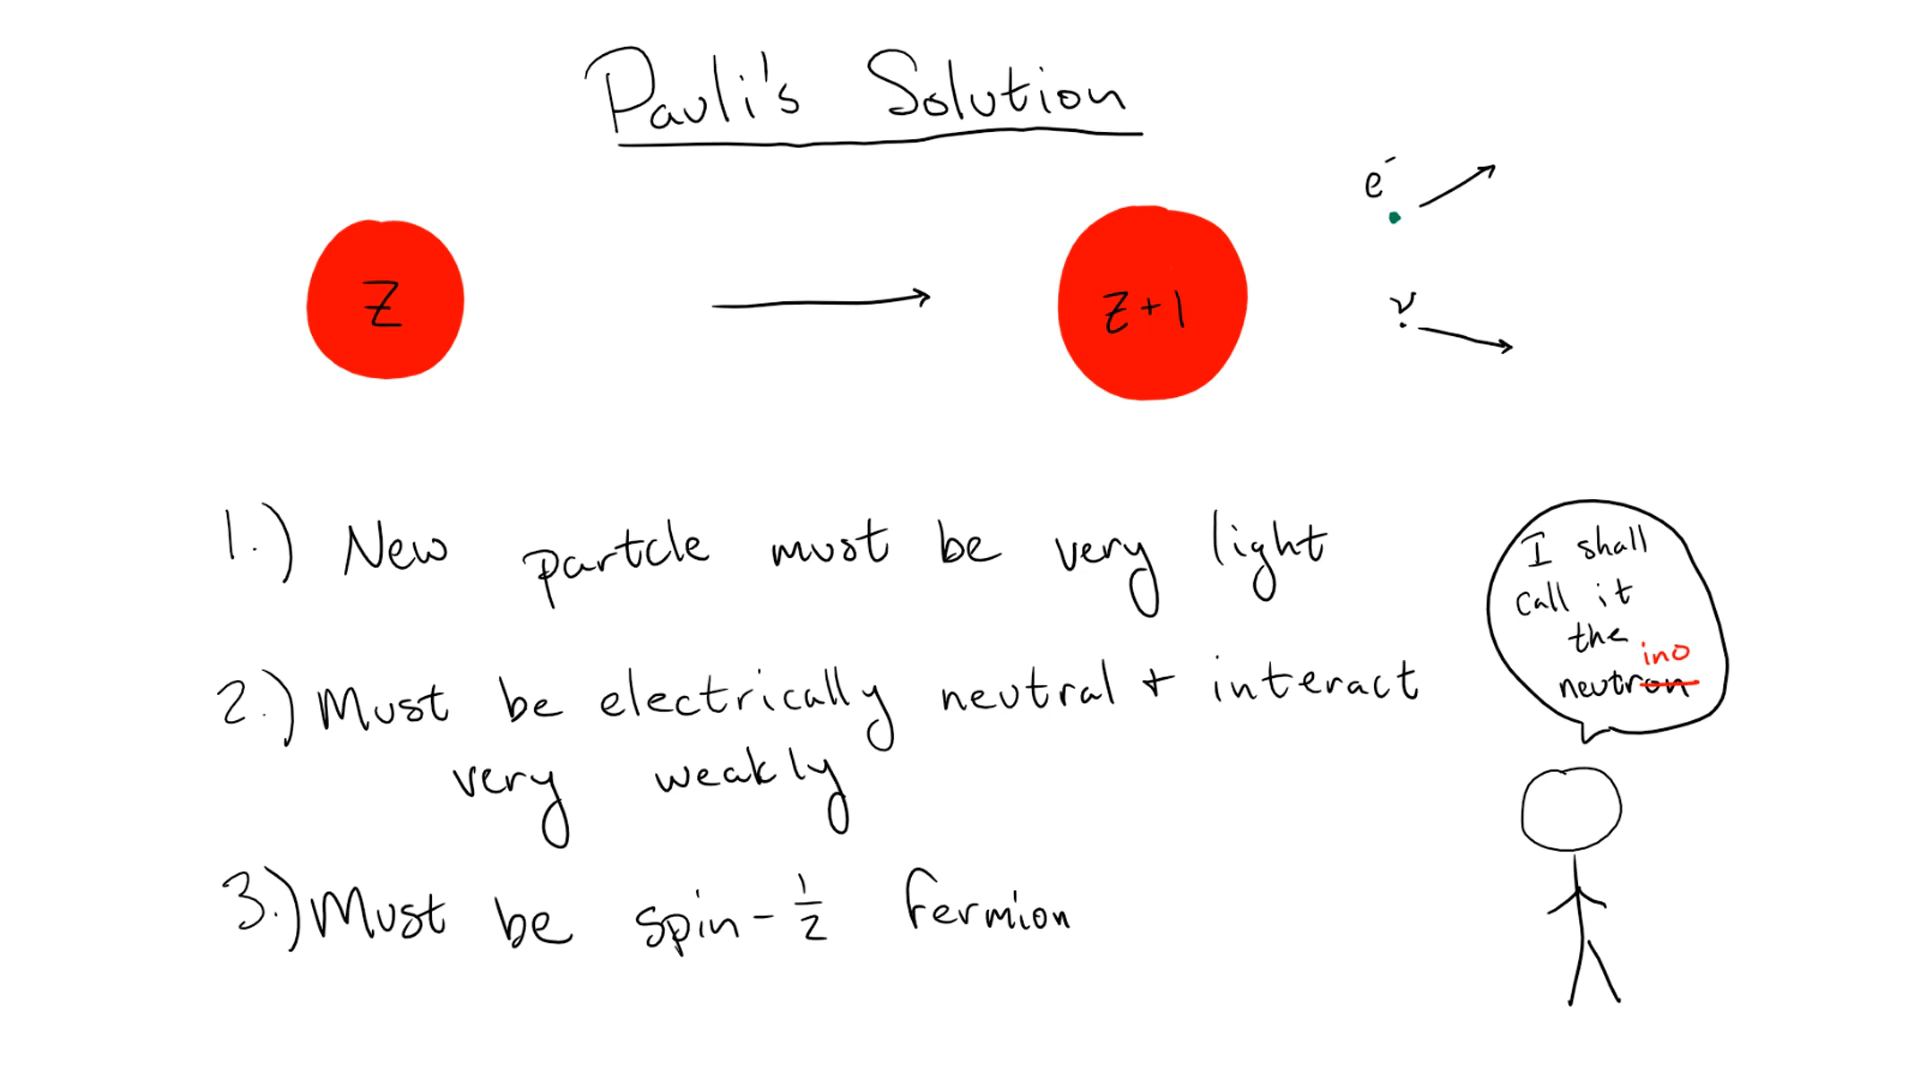 Pauli's Solution
e⁻
Z
Z+1
ν
1.) New partcle must be very light
2.) Must be electrically neutral + interact
very weakly
3.) Must be spin-½ fermion
I shall
call it
the
ino
neutron